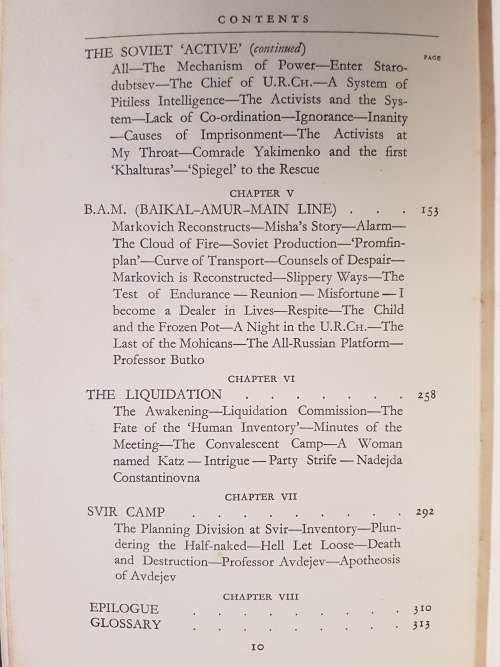 CONTENTS
THE SOVIET 'ACTIVE' (continued)
PAGE
All—The Mechanism of Power—Enter Staro-
dubtsev—The Chief of U.R.Ch.—A System of
Pitiless Intelligence—The Activists and the Sys-
tem—Lack of Co-ordination—Ignorance—Inanity
—Causes of Imprisonment—The Activists at
My Throat—Comrade Yakimenko and the first
'Khalturas'—'Spiegel' to the Rescue
CHAPTER V
B.A.M. (BAIKAL–AMUR–MAIN LINE) . . . 153
Markovich Reconstructs—Misha's Story—Alarm—
The Cloud of Fire—Soviet Production—'Promfin-
plan'—Curve of Transport—Counsels of Despair—
Markovich is Reconstructed—Slippery Ways—The
Test of Endurance — Reunion — Misfortune — I
become a Dealer in Lives—Respite—The Child
and the Frozen Pot—A Night in the U.R.Ch.—The
Last of the Mohicans—The All-Russian Platform—
Professor Butko
CHAPTER VI
THE LIQUIDATION . . . . . . . 258
The Awakening—Liquidation Commission—The
Fate of the 'Human Inventory'—Minutes of the
Meeting—The Convalescent Camp—A Woman
named Katz — Intrigue — Party Strife — Nadejda
Constantinovna
CHAPTER VII
SVIR CAMP . . . . . . . . . 292
The Planning Division at Svir—Inventory—Plun-
dering the Half-naked—Hell Let Loose—Death
and Destruction—Professor Avdejev—Apotheosis
of Avdejev
CHAPTER VIII
EPILOGUE . . . . . . . . . 310
GLOSSARY . . . . . . . . . 313
10